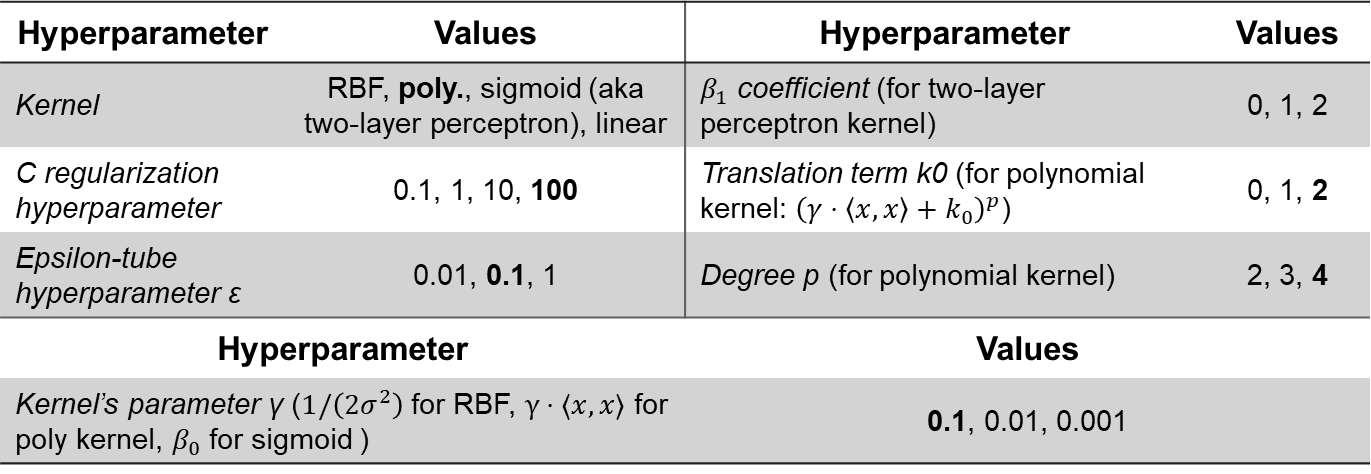 Hyperparameter Values Hyperparameter Values
Kernel
RBF, poly., sigmoid (aka
two-layer perceptron), linear
𝛽₁ coefficient (for two-layer
perceptron kernel)
0, 1, 2
C regularization
hyperparameter
0.1, 1, 10, 100
Translation term k0 (for polynomial
kernel: (γ · ⟨x, x⟩ + k₀)ᵖ)
0, 1, 2
Epsilon-tube
hyperparameter ε
0.01, 0.1, 1
Degree p (for polynomial kernel)
2, 3, 4
Hyperparameter Values
Kernel's parameter γ (1/(2σ²) for RBF, γ · ⟨x, x⟩ for
poly kernel, β₀ for sigmoid )
0.1, 0.01, 0.001